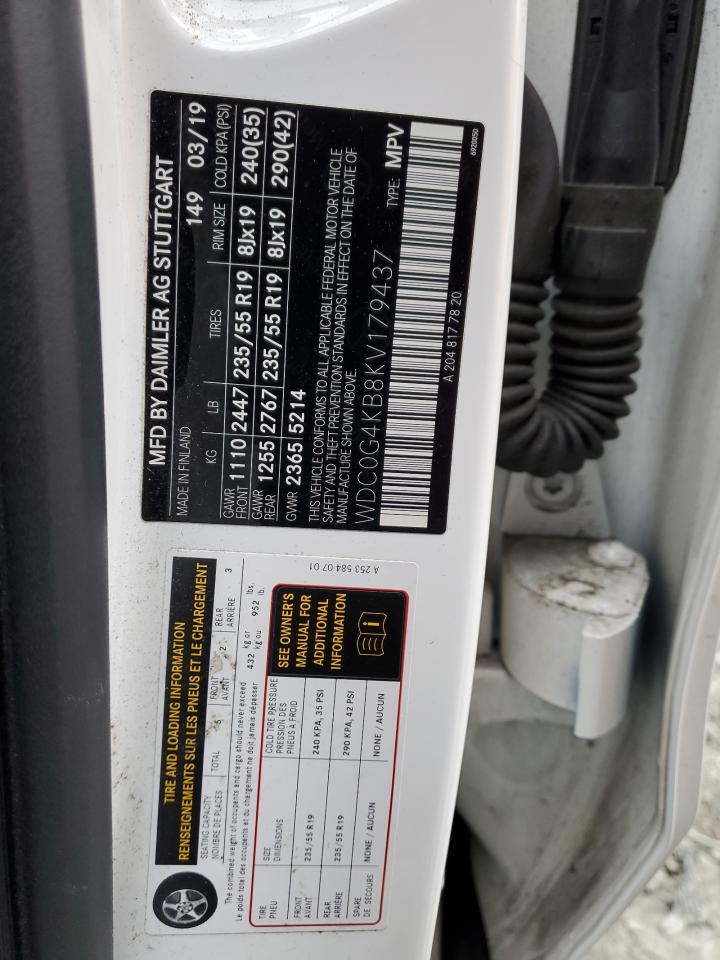 MFD BY DAIMLER AG STUTTGART
MADE IN FINLAND 149 03/19
KG LB TIRES RIM SIZE COLD KPA(PSI)
GAWR
FRONT 1110 2447 235/55 R19 8Jx19 240(35)
GAWR
REAR 1255 2767 235/55 R19 8Jx19 290(42)
GVWR 2365 5214
THIS VEHICLE CONFORMS TO ALL APPLICABLE FEDERAL MOTOR VEHICLE
SAFETY AND THEFT PREVENTION STANDARDS IN EFFECT ON THE DATE OF
MANUFACTURE SHOWN ABOVE.
WDC0G4KB8KV179437 TYPE: MPV
A 204 817 78 20
6920050
TIRE AND LOADING INFORMATION
RENSEIGNEMENTS SUR LES PNEUS ET LE CHARGEMENT
SEATING CAPACITY
NOMBRE DE PLACES TOTAL 5 FRONT
AVANT 2 REAR
ARRIÈRE 3
The combined weight of occupants and cargo should never exceed 432 kg or 952 lbs.
Le poids total des occupants et du chargement ne doit jamais dépasser kg ou lb.
TIRE
PNEU SIZE
DIMENSIONS COLD TIRE PRESSURE
PRESSION DES
PNEUS À FROID
FRONT
AVANT 235/55 R19 240 KPA, 35 PSI
REAR
ARRIÈRE 235/55 R19 290 KPA, 42 PSI
SPARE
DE SECOURS NONE / AUCUN NONE / AUCUN
SEE OWNER'S
MANUAL FOR
ADDITIONAL
INFORMATION
A 253 584 07 01